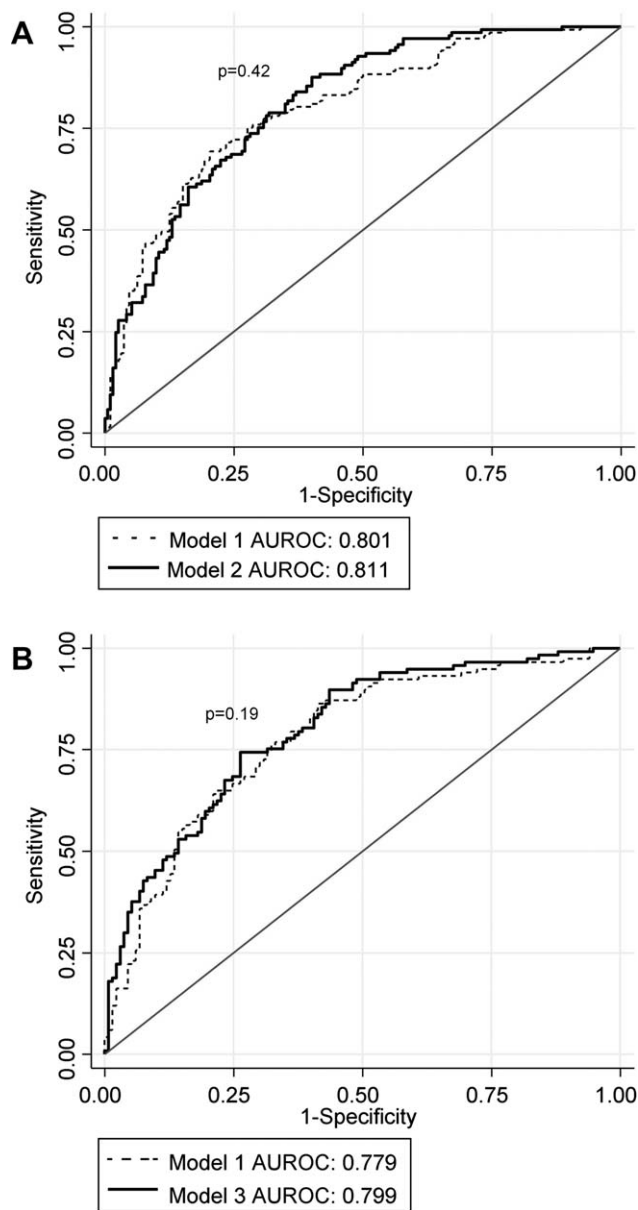 A
1.00
p=0.42
0.75
Sensitivity
0.50
0.25
0.00
0.00 0.25 0.50 0.75 1.00
1-Specificity
Model 1 AUROC: 0.801
Model 2 AUROC: 0.811
B
1.00
p=0.19
0.75
Sensitivity
0.50
0.25
0.00
0.00 0.25 0.50 0.75 1.00
1-Specificity
Model 1 AUROC: 0.779
Model 3 AUROC: 0.799